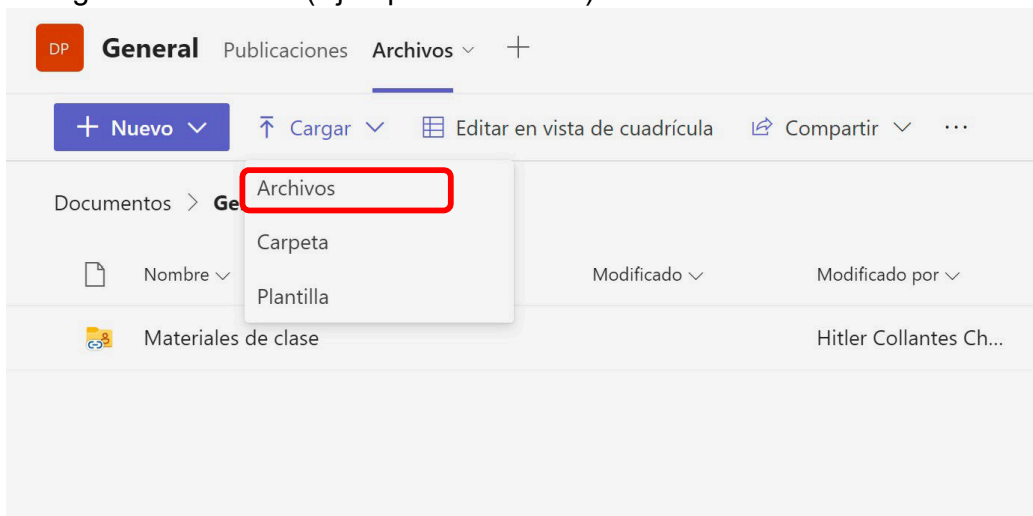 DP General Publicaciones Archivos
Nuevo Cargar Editar en vista de cuadrícula Compartir ...
Archivos
Documentos > Ge
Carpeta
Nombre Modificado Modificado por
Plantilla
Materiales de clase Hitler Collantes Ch...